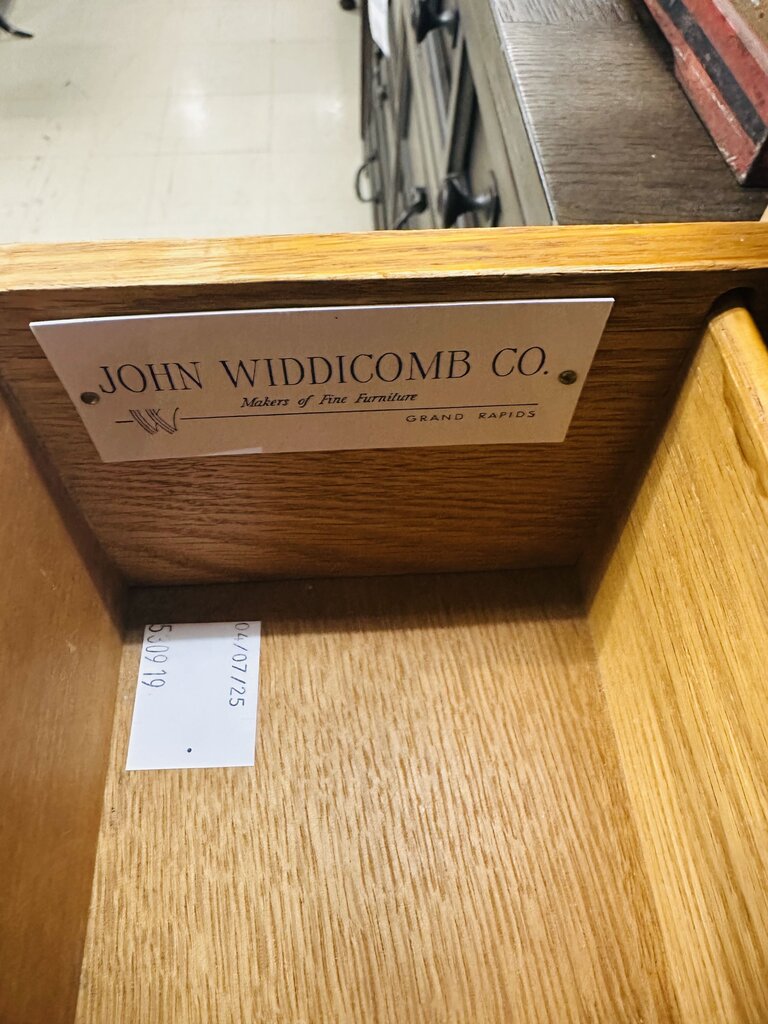 JOHN WIDDICOMB CO.
Makers of Fine Furniture
W
GRAND RAPIDS
04/07/25
530919